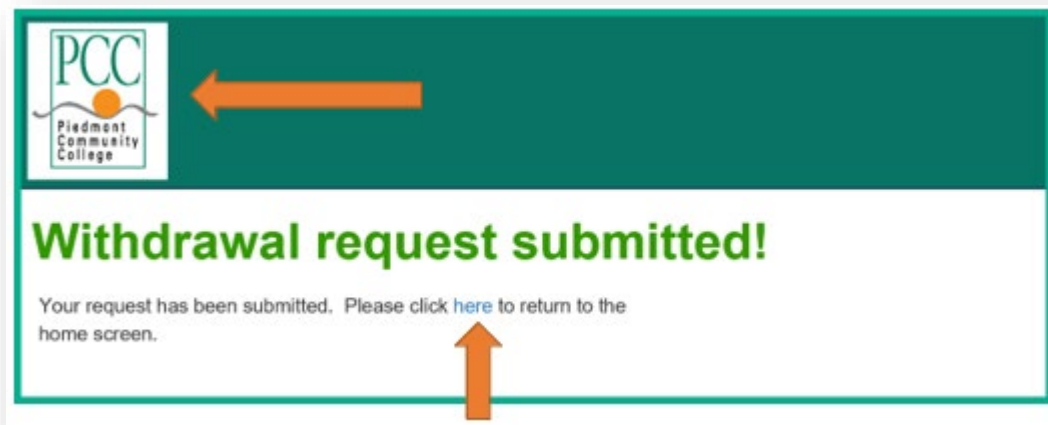 PCC
Piedmont
Community
College
Withdrawal request submitted!
Your request has been submitted.  Please click here to return to the
home screen.